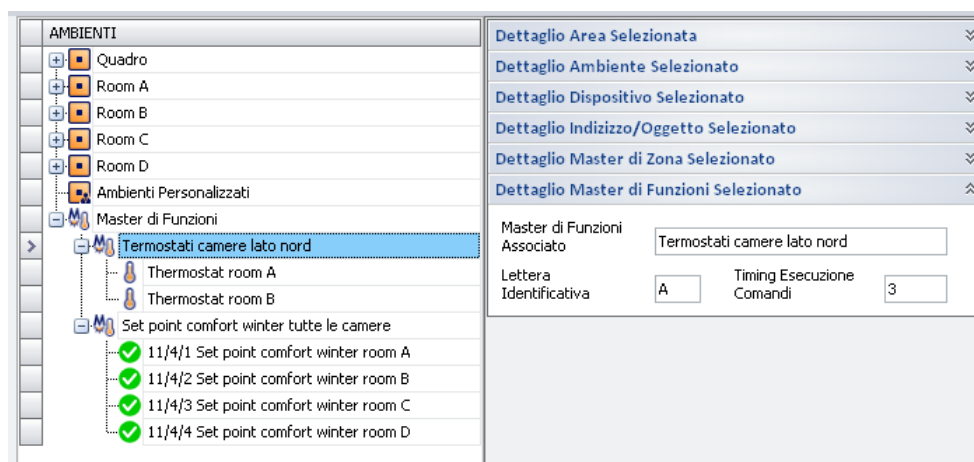 AMBIENTI
Quadro
Room A
Room B
Room C
Room D
Ambienti Personalizzati
Master di Funzioni
Termostati camere lato nord
Thermostat room A
Thermostat room B
Set point comfort winter tutte le camere
11/4/1 Set point comfort winter room A
11/4/2 Set point comfort winter room B
11/4/3 Set point comfort winter room C
11/4/4 Set point comfort winter room D
Dettaglio Area Selezionata
Dettaglio Ambiente Selezionato
Dettaglio Dispositivo Selezionato
Dettaglio Indizizzo/Oggetto Selezionato
Dettaglio Master di Zona Selezionato
Dettaglio Master di Funzioni Selezionato
Master di Funzioni
Associato
Termostati camere lato nord
Lettera
Identificativa
A
Timing Esecuzione
Comandi
3